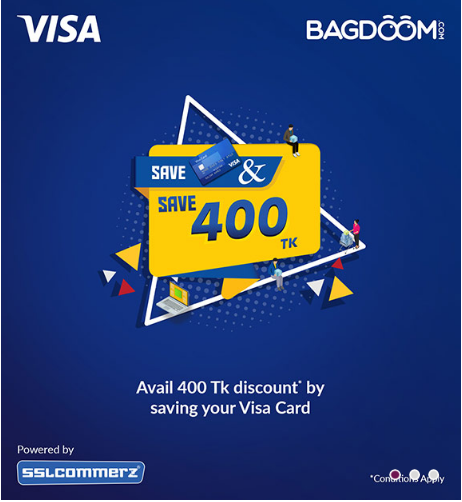 VISA
BAGDOOM.COM
SAVE
VISA
&
SAVE
400
TK
Avail 400 Tk discount* by
saving your Visa Card
Powered by
SSLCOMMERZ
*Conditions Apply